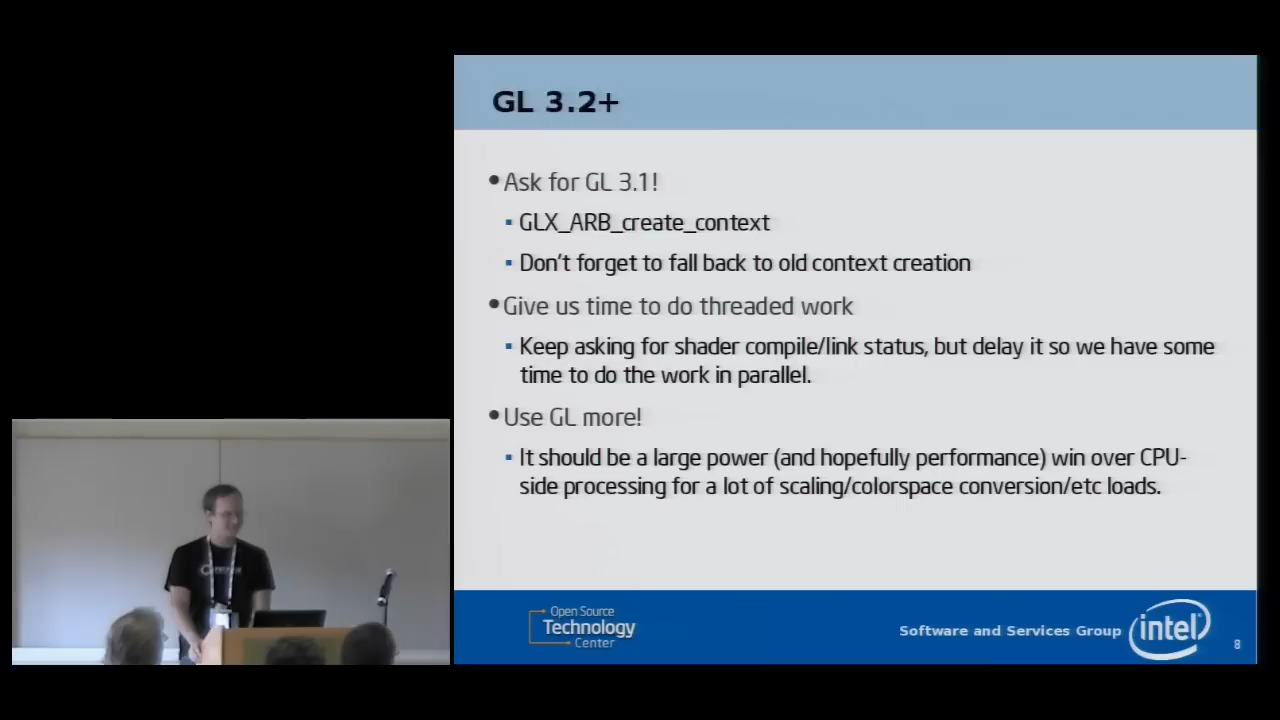 GL 3.2+
•Ask for GL 3.1!
▪ GLX_ARB_create_context
▪ Don't forget to fall back to old context creation
•Give us time to do threaded work
▪ Keep asking for shader compile/link status, but delay it so we have some
time to do the work in parallel.
•Use GL more!
▪ It should be a large power (and hopefully performance) win over CPU-
side processing for a lot of scaling/colorspace conversion/etc loads.
Open Source
Technology
Center
Software and Services Group
intel
8